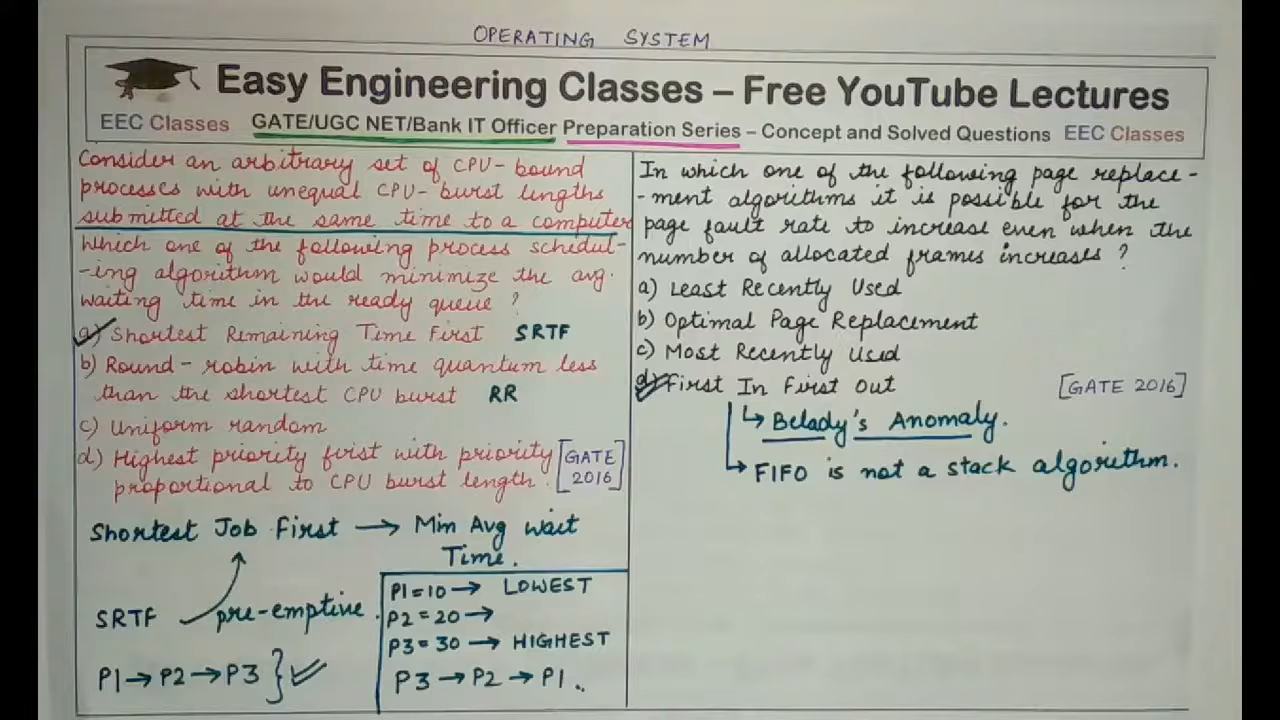 OPERATING SYSTEM
Easy Engineering Classes – Free YouTube Lectures
EEC Classes GATE/UGC NET/Bank IT Officer Preparation Series – Concept and Solved Questions EEC Classes
Consider an arbitrary set of CPU-bound
processes with unequal CPU-burst lengths
submitted at the same time to a computer
Which one of the following process schedul-
-ing algorithm would minimize the avg.
waiting time in the ready queue ?
a) Shortest Remaining Time First SRTF
b) Round-robin with time quantum less
than the shortest CPU burst RR
c) Uniform random
d) Highest priority first with priority [GATE
proportional to CPU burst length. 2016]
Shortest Job First → Min Avg wait
Time.
SRTF pre-emptive.
P1→P2→P3 } ✓
P1=10→ LOWEST
P2=20→
P3=30→ HIGHEST
P3→P2→P1.
In which one of the following page replace-
-ment algorithms it is possible for the
page fault rate to increase even when the
number of allocated frames increases ?
a) Least Recently Used
b) Optimal Page Replacement
c) Most Recently Used
d) First In First Out [GATE 2016]
↳ Belady's Anomaly.
↳ FIFO is not a stack algorithm.